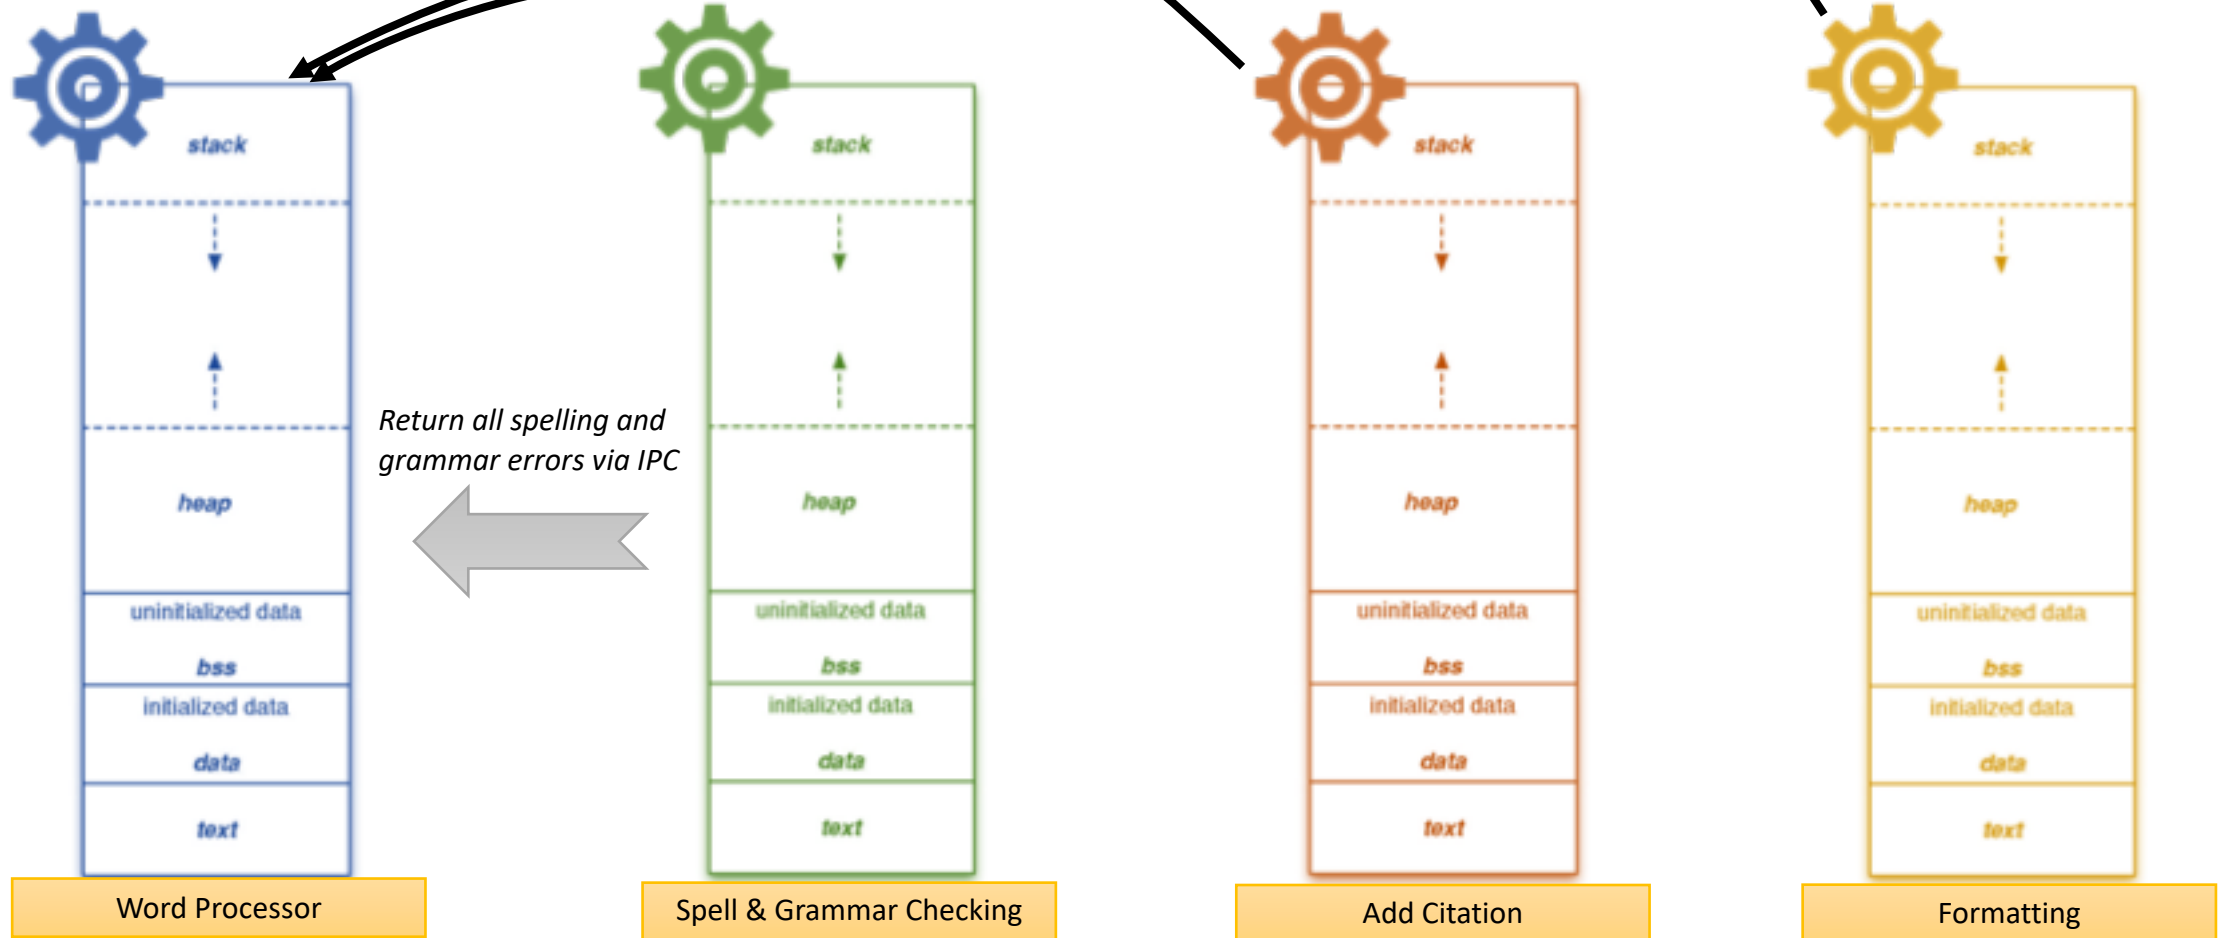 stack
heap
uninitialized data
bss
initialized data
data
text
Word Processor
Return all spelling and
grammar errors via IPC
stack
heap
uninitialized data
bss
initialized data
data
text
Spell & Grammar Checking
stack
heap
uninitialized data
bss
initialized data
data
text
Add Citation
stack
heap
uninitialized data
bss
initialized data
data
text
Formatting